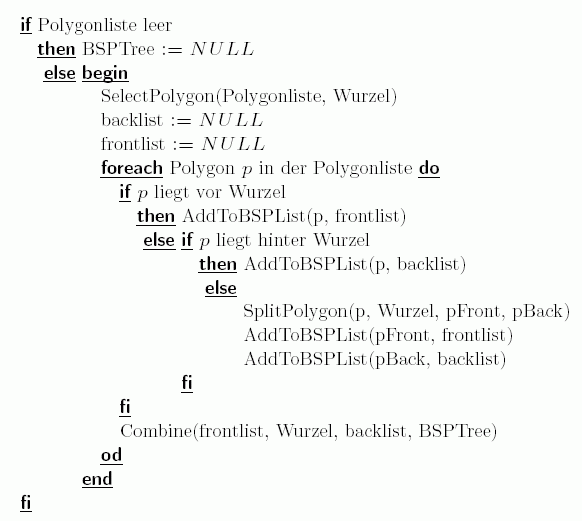 if Polygonliste leer
then BSPTree := NULL
else begin
SelectPolygon(Polygonliste, Wurzel)
backlist := NULL
frontlist := NULL
foreach Polygon p in der Polygonliste do
if p liegt vor Wurzel
then AddToBSPList(p, frontlist)
else if p liegt hinter Wurzel
then AddToBSPList(p, backlist)
else
SplitPolygon(p, Wurzel, pFront, pBack)
AddToBSPList(pFront, frontlist)
AddToBSPList(pBack, backlist)
fi
fi
Combine(frontlist, Wurzel, backlist, BSPTree)
od
end
fi